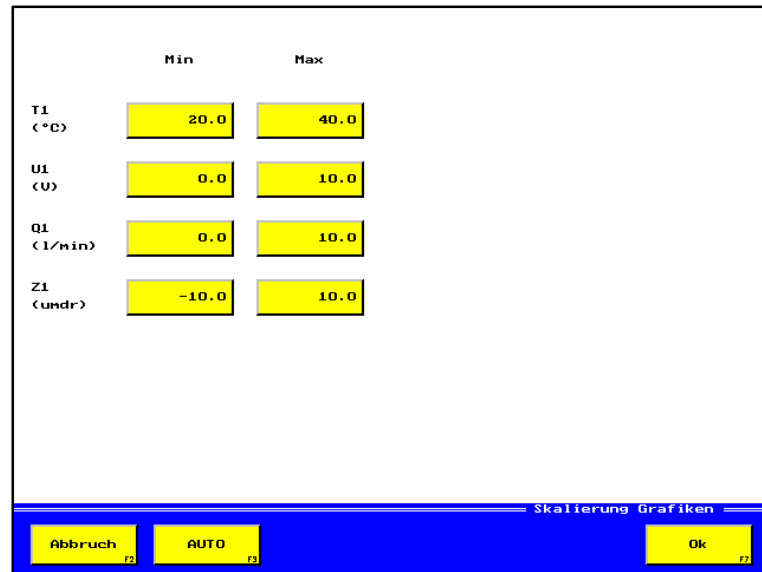 Min Max
T1
(°C) 20.0 40.0
U1
(V) 0.0 10.0
Q1
(l/min) 0.0 10.0
Z1
(umdr) -10.0 10.0
Skalierung Grafiken
Abbruch F2 AUTO F3 Ok F7